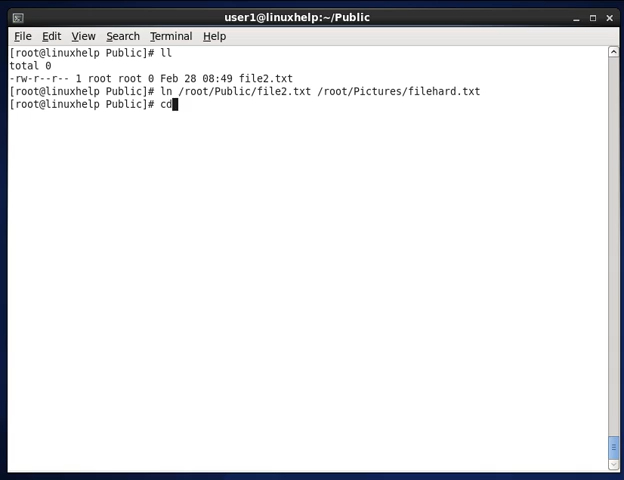 user1@linuxhelp:~/Public
File Edit View Search Terminal Help
[root@linuxhelp Public]# ll
total 0
-rw-r--r-- 1 root root 0 Feb 28 08:49 file2.txt
[root@linuxhelp Public]# ln /root/Public/file2.txt /root/Pictures/filehard.txt
[root@linuxhelp Public]# cd